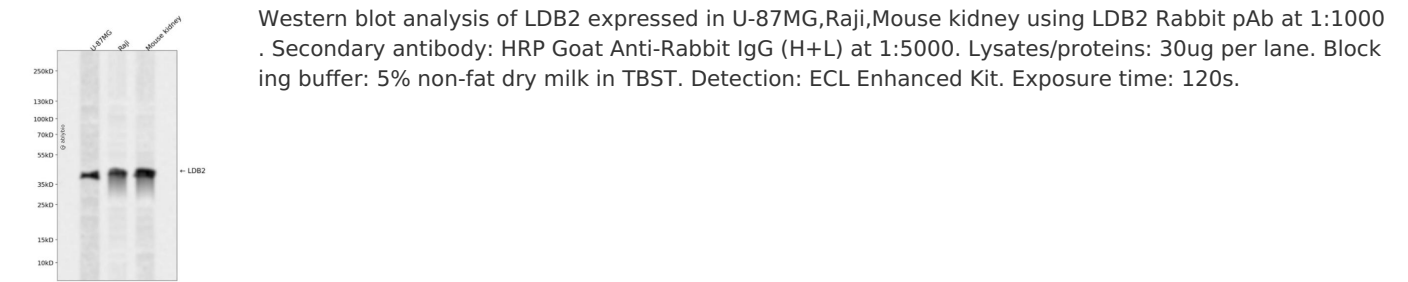 Western blot analysis of LDB2 expressed in U-87MG,Raji,Mouse kidney using LDB2 Rabbit pAb at 1:1000
. Secondary antibody: HRP Goat Anti-Rabbit IgG (H+L) at 1:5000. Lysates/proteins: 30ug per lane. Block
ing buffer: 5% non-fat dry milk in TBST. Detection: ECL Enhanced Kit. Exposure time: 120s.
U-87MG
Raji
Mouse kidney
250kD
130kD
100kD
70kD
55kD
35kD
25kD
15kD
10kD
← LDB2
@ abybio